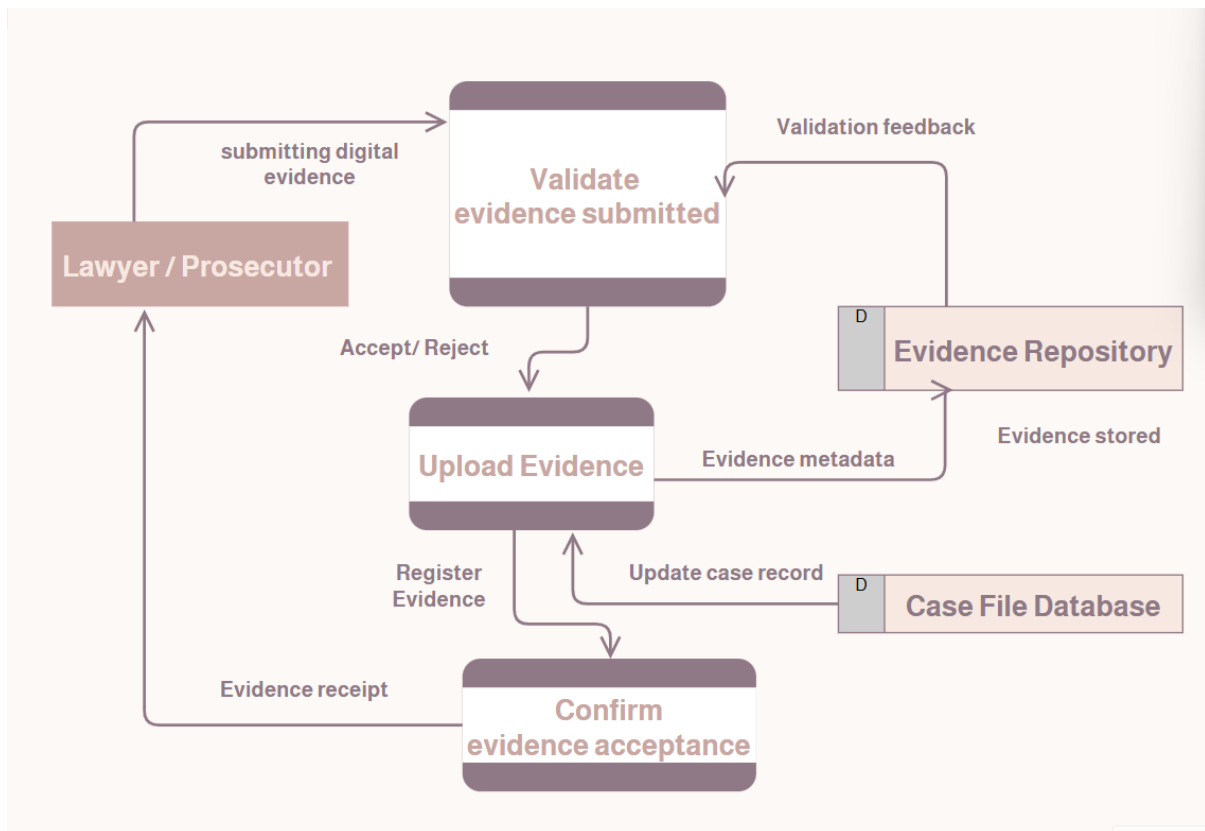 submitting digital
evidence
Validate
evidence submitted
Validation feedback
Lawyer / Prosecutor
Accept/ Reject
D
Evidence Repository
Evidence stored
Upload Evidence
Evidence metadata
Register
Evidence
Update case record
D
Case File Database
Evidence receipt
Confirm
evidence acceptance